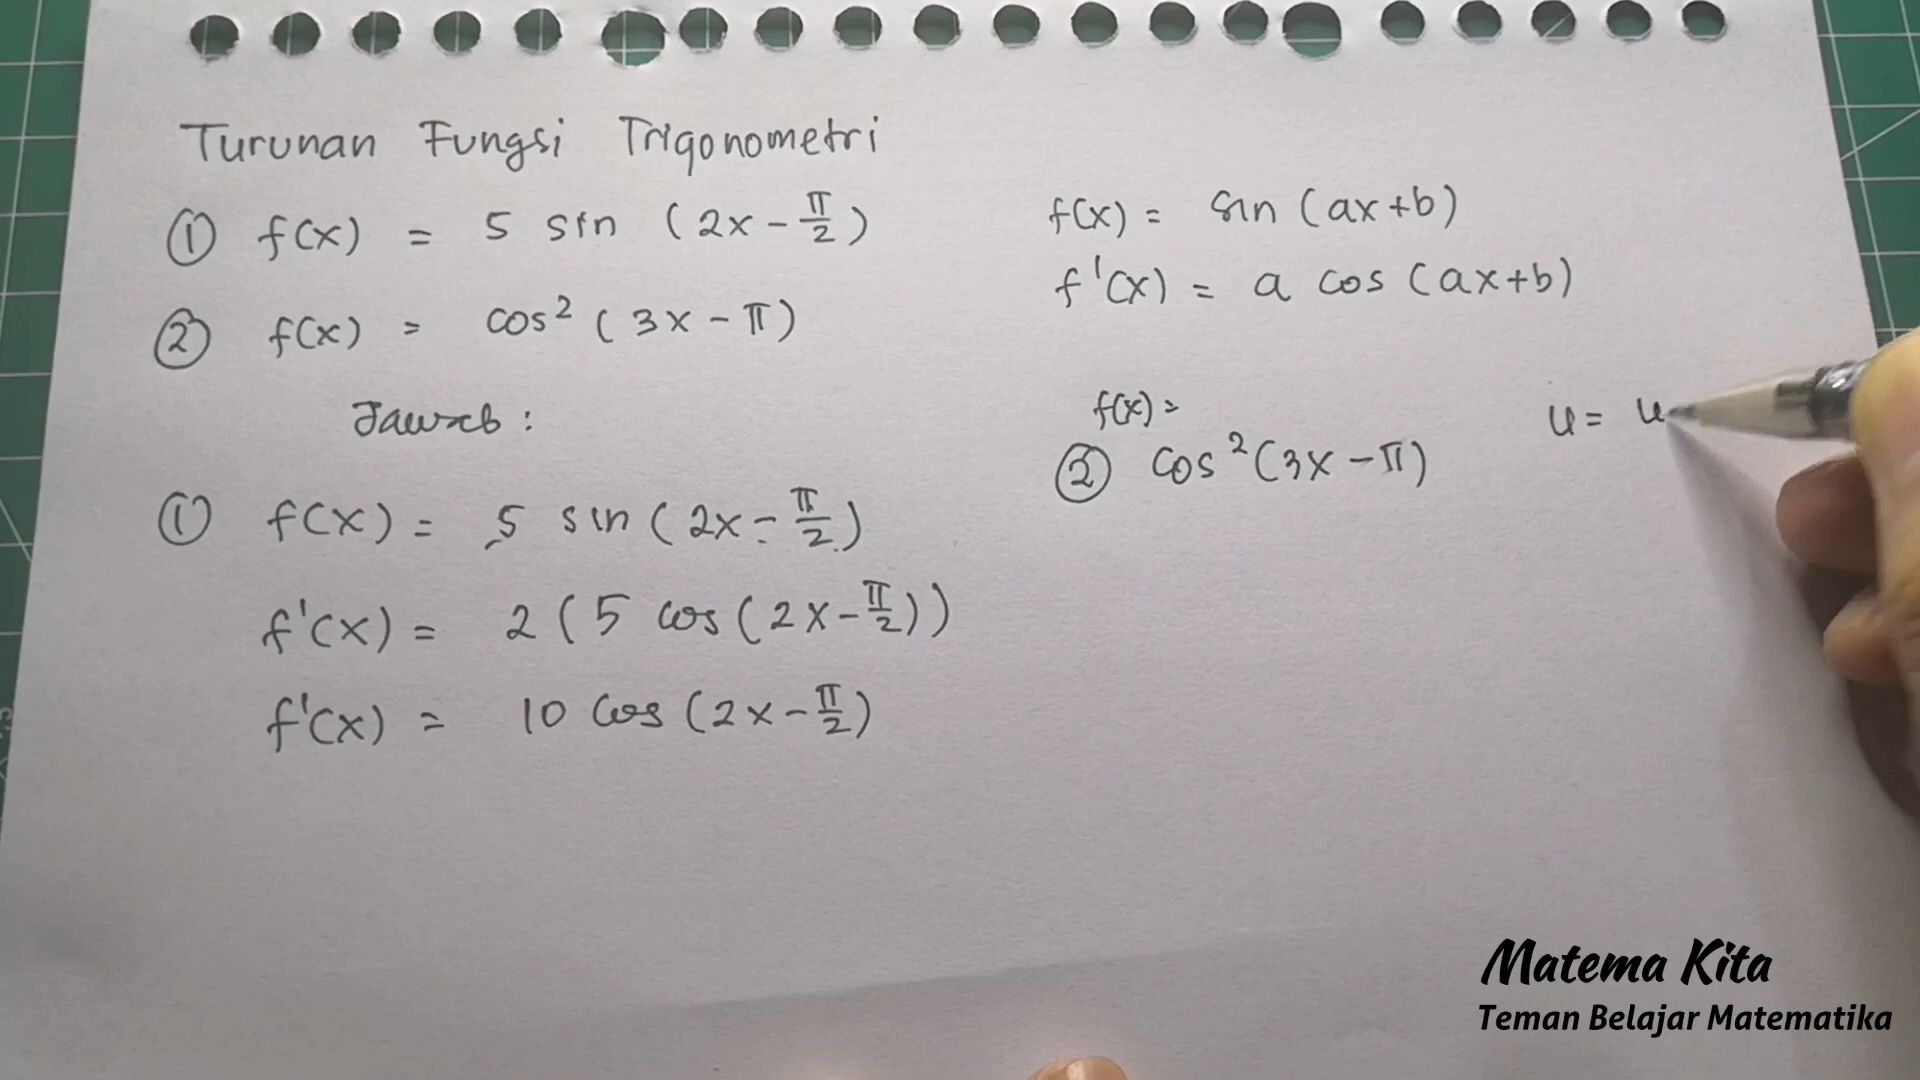 Turunan Fungsi Trigonometri
① f(x) = 5 sin (2x - π/2)
② f(x) = cos² (3x - π)
Jawab :
① f(x) = 5 sin (2x - π/2)
f'(x) = 2 ( 5 cos (2x - π/2))
f'(x) = 10 cos (2x - π/2)
f(x) = sin (ax+b)
f'(x) = a cos (ax+b)
f(x) =
② cos² (3x - π)
u = u
Matema Kita
Teman Belajar Matematika